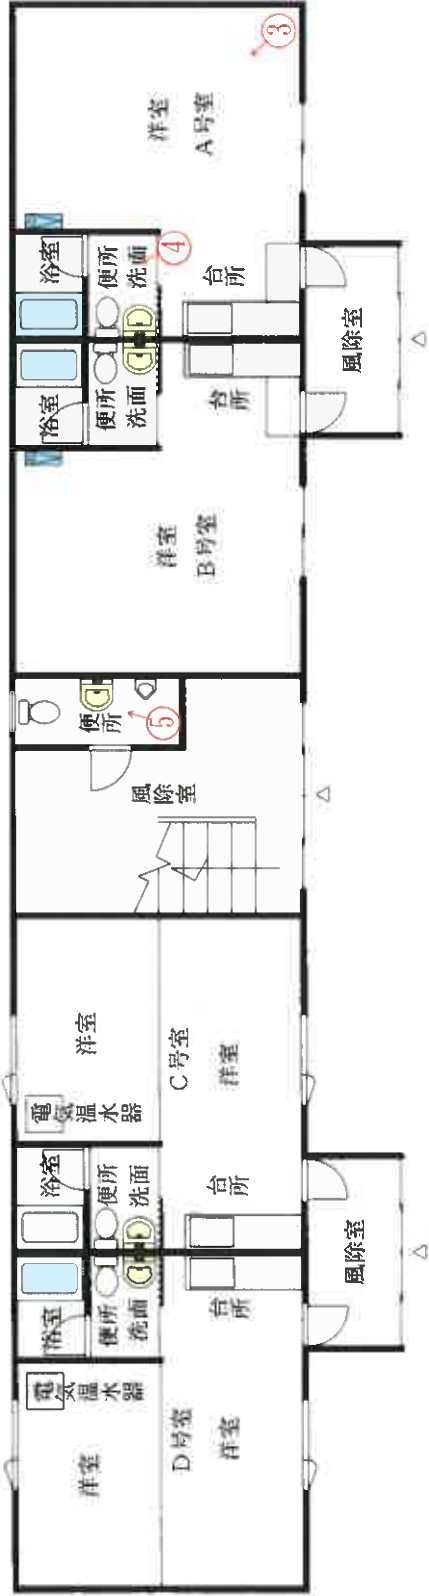 ③
洋室
A号室
浴室
便所
洗面
④
台所
風除室
浴室
便所
洗面
台所
洋室
B号室
便所
⑤
風除室
洋室
C号室
洋室
電気温水器
浴室
便所
洗面
台所
風除室
浴室
便所
洗面
台所
電気温水器
洋室
D号室
洋室